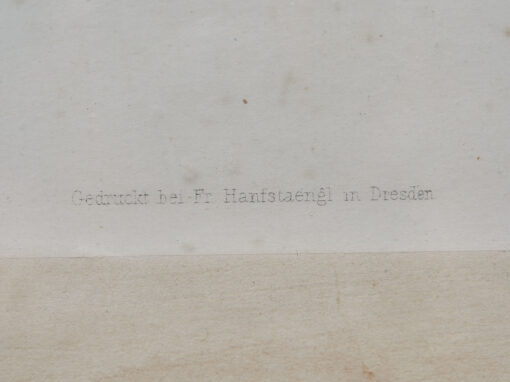 Gedruckt bei Fr. Hanfstaengl in Dresden